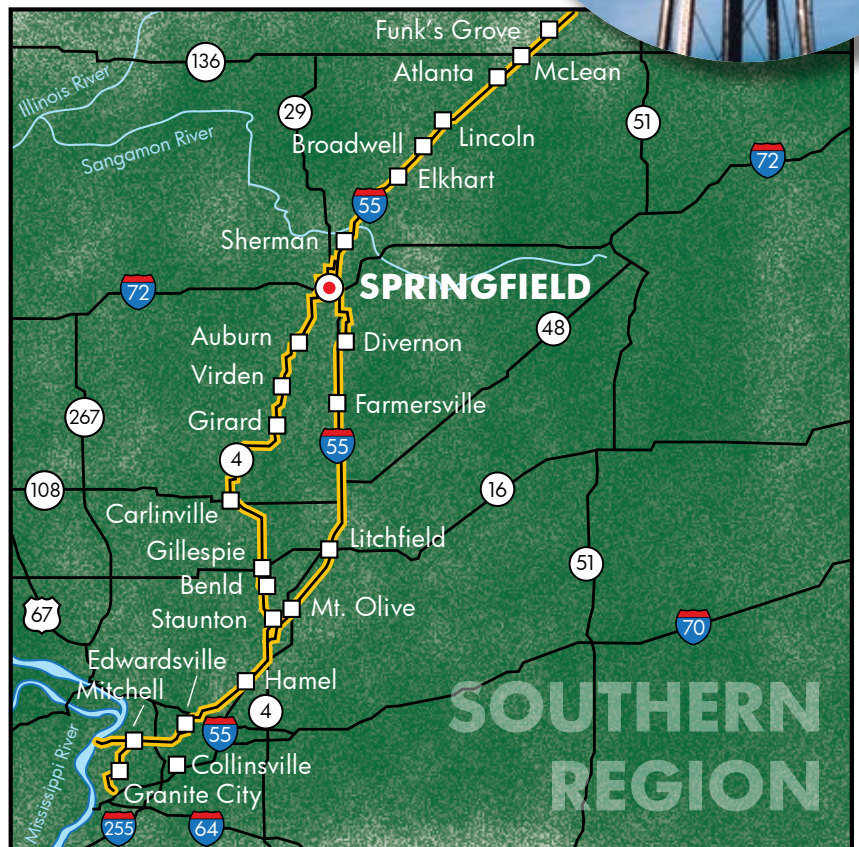 Funk's Grove
136
Atlanta
McLean
Illinois River
29
51
Sangamon River
Broadwell
Lincoln
72
Elkhart
55
Sherman
72
SPRINGFIELD
48
Auburn
Divernon
Virden
Farmersville
267
Girard
55
4
108
16
Carlinville
Litchfield
Gillespie
51
Benld
67
Staunton
Mt. Olive
70
Edwardsville
Mitchell
Hamel
SOUTHERN
REGION
4
55
Mississippi River
Collinsville
Granite City
255
64